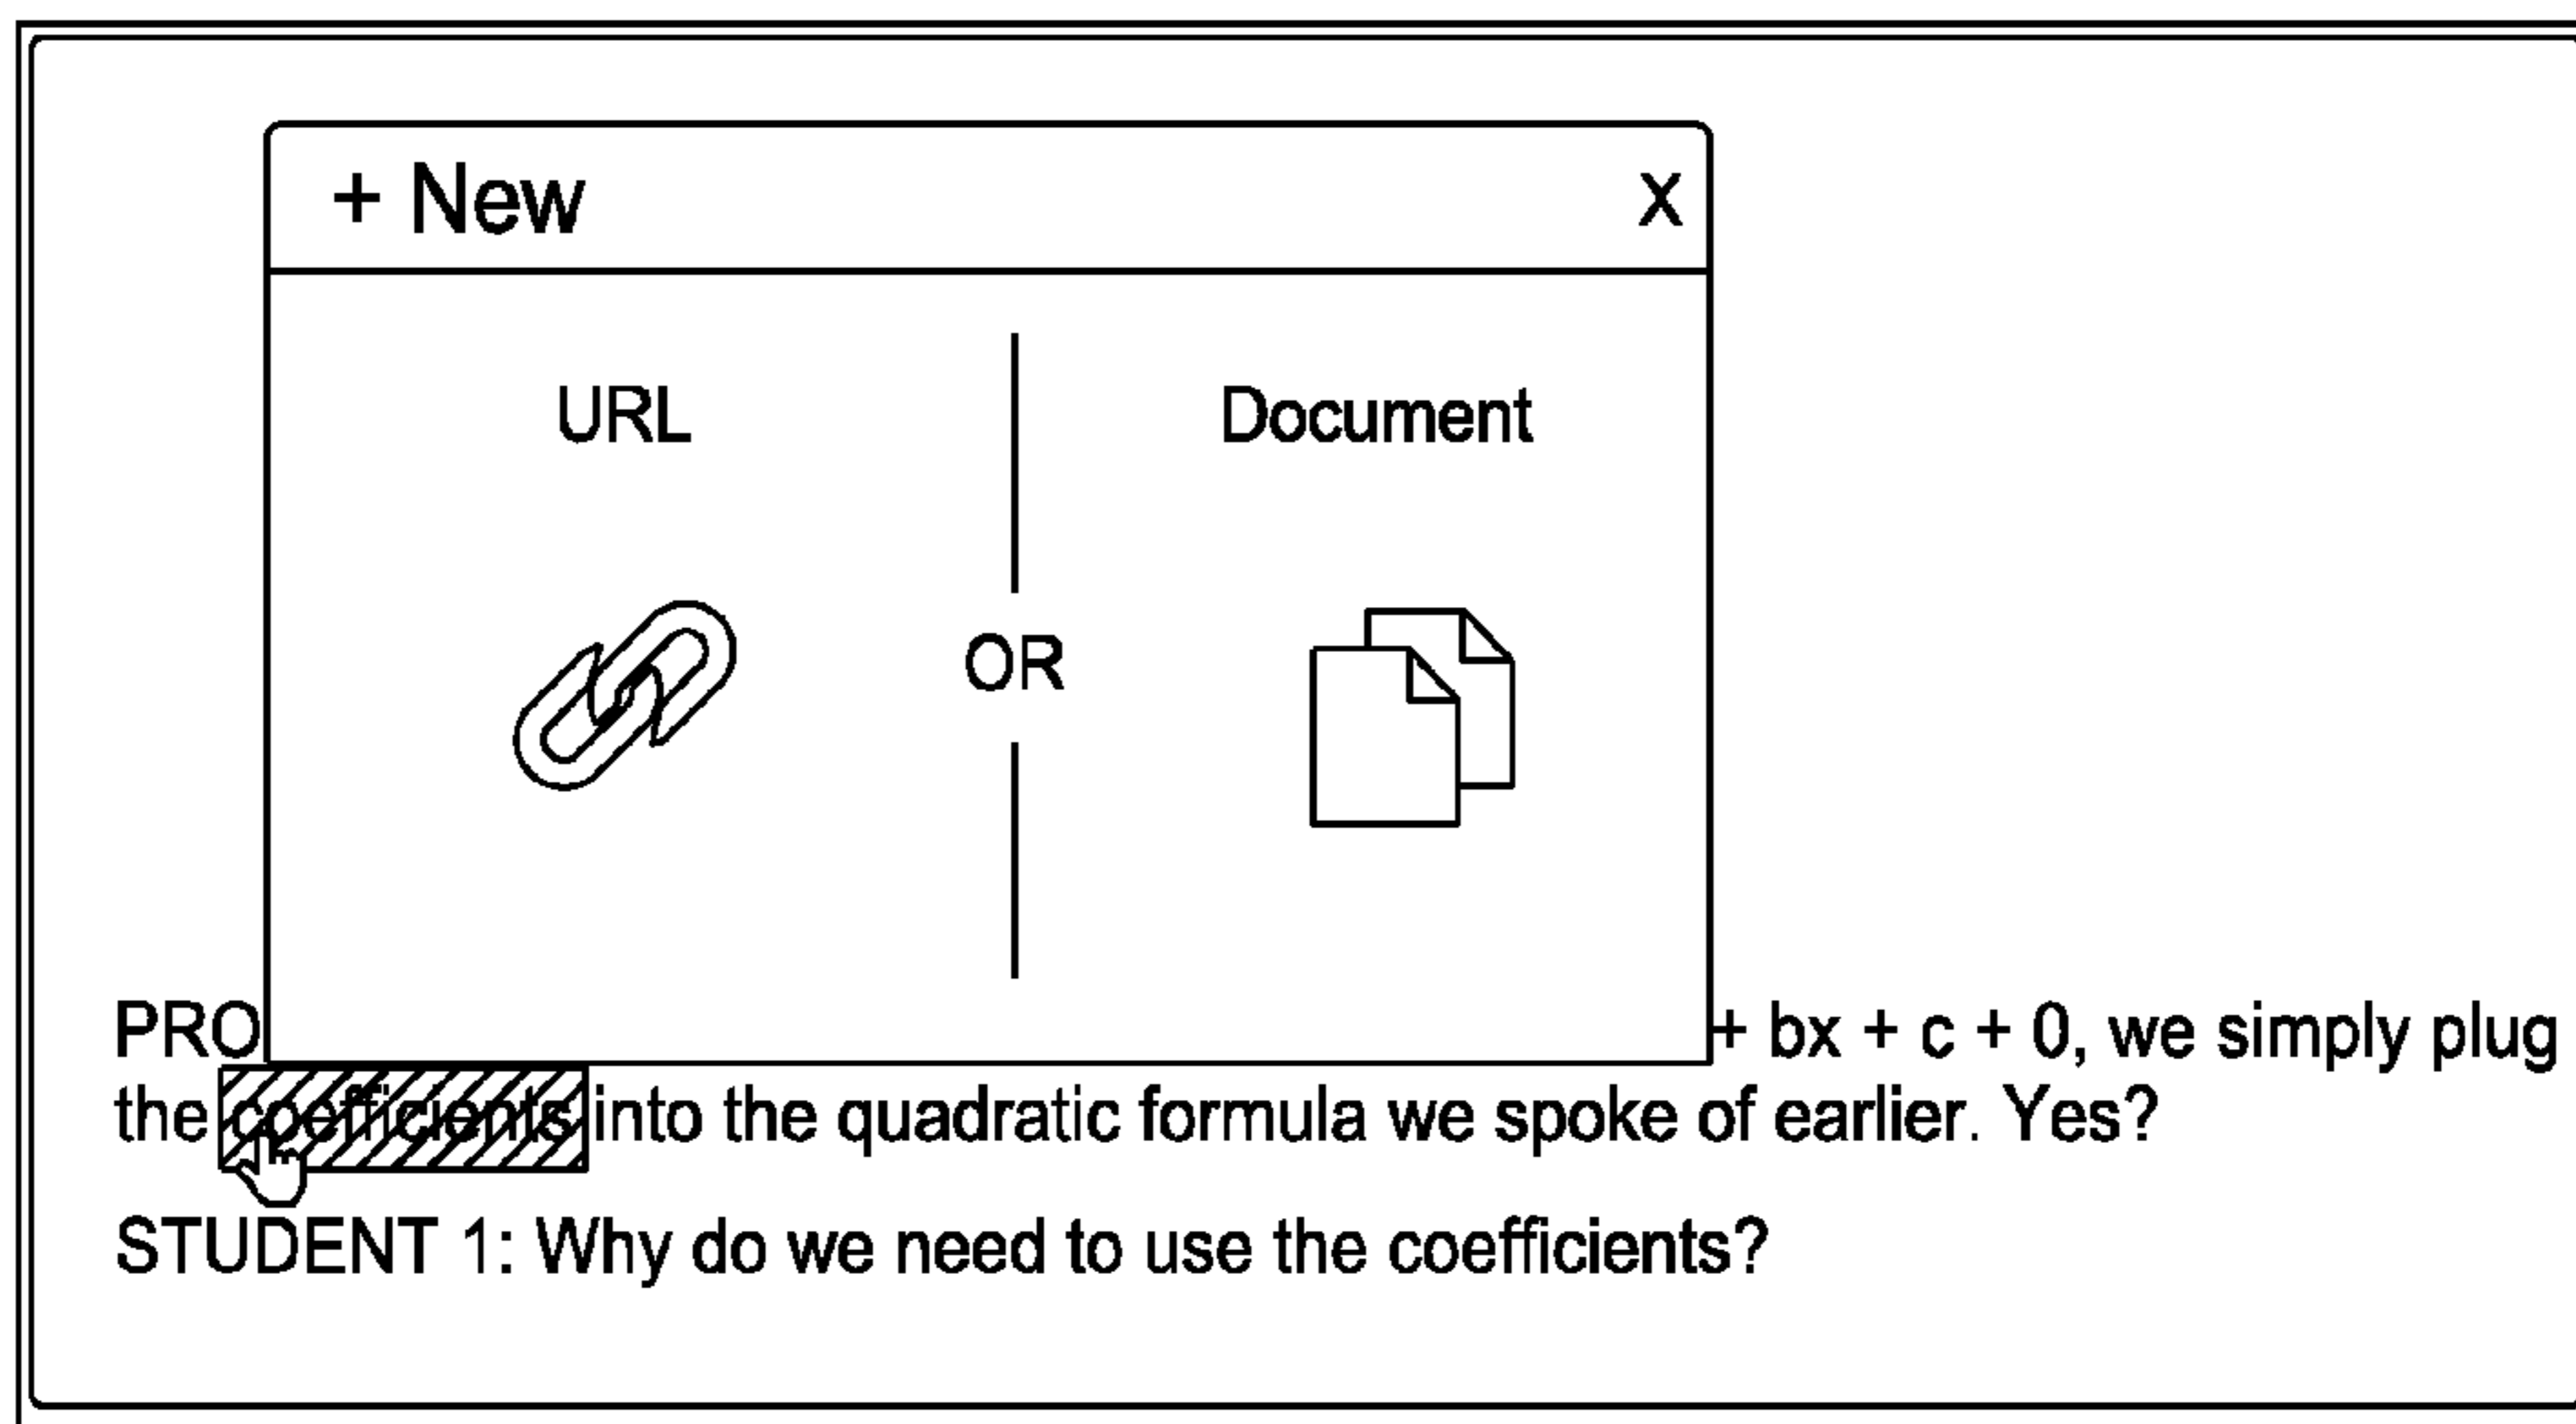 + New X
URL Document
OR
PRO + bx + c + 0, we simply plug
the coefficients into the quadratic formula we spoke of earlier. Yes?
STUDENT 1: Why do we need to use the coefficients?